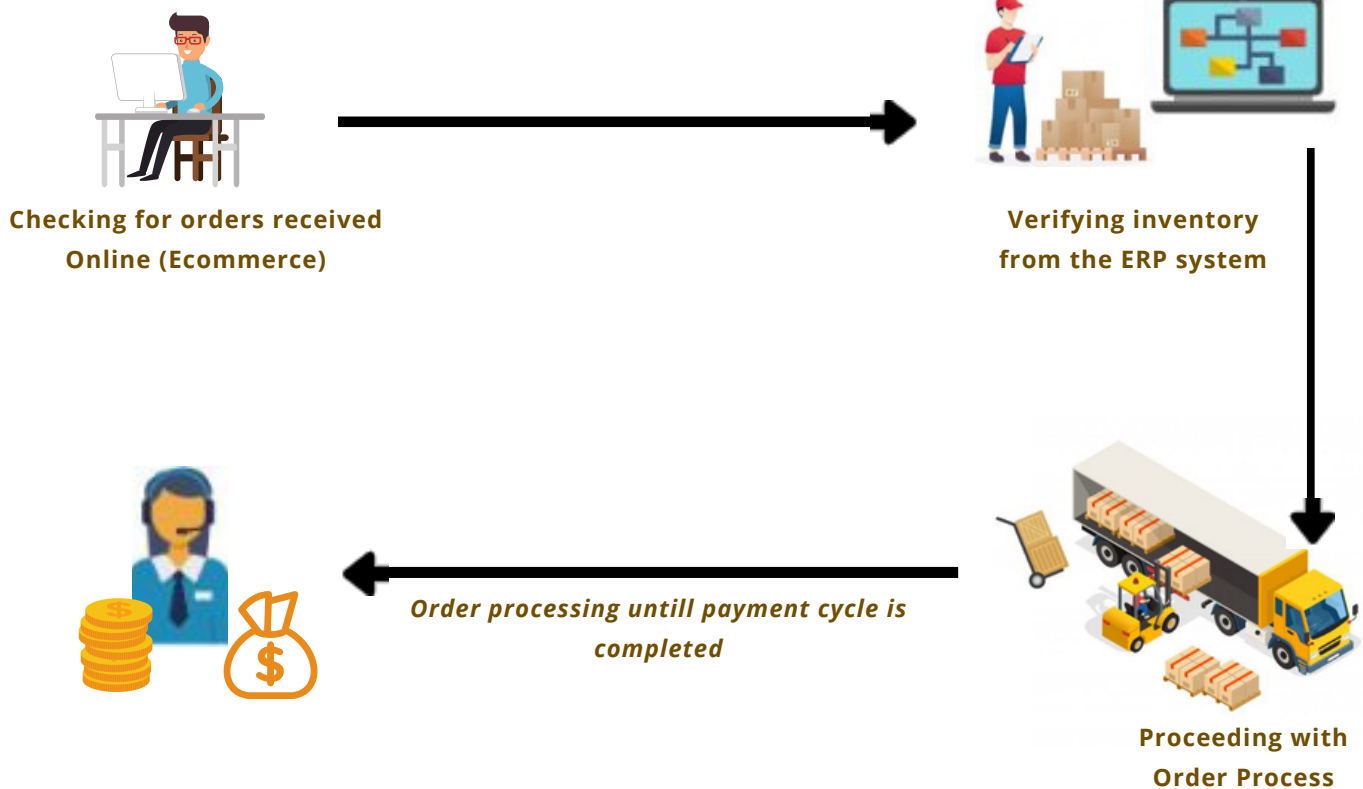 Checking for orders received
Online (Ecommerce)
Verifying inventory
from the ERP system
Order processing untill payment cycle is
completed
$
$
Proceeding with
Order Process